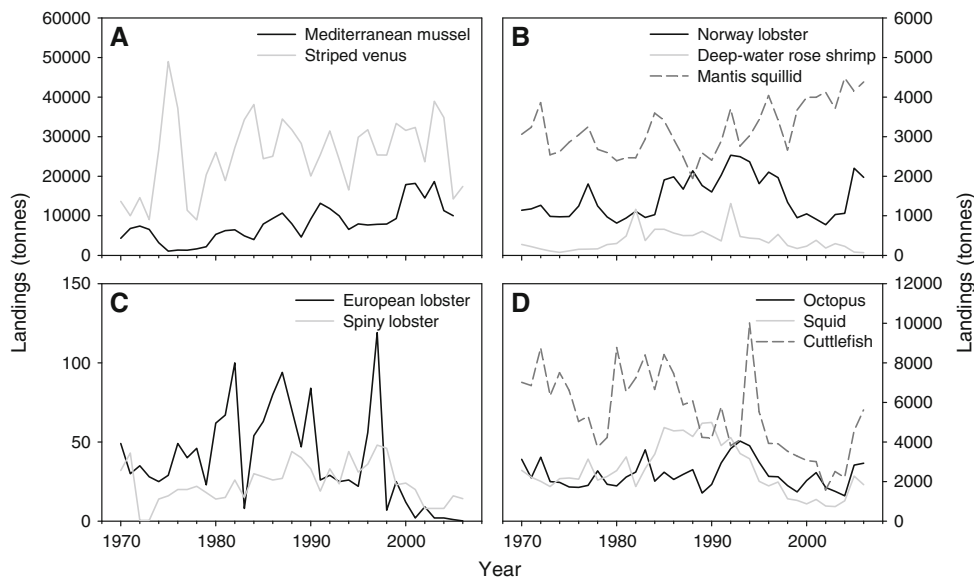 A
Mediterranean mussel
Striped venus
60000
50000
40000
30000
20000
10000
0
B
Norway lobster
Deep-water rose shrimp
Mantis squillid
6000
5000
4000
3000
2000
1000
0
Landings (tonnes)
Landings (tonnes)
C
European lobster
Spiny lobster
150
100
50
0
1970
1980
1990
2000
D
Octopus
Squid
Cuttlefish
12000
10000
8000
6000
4000
2000
0
1970
1980
1990
2000
Year